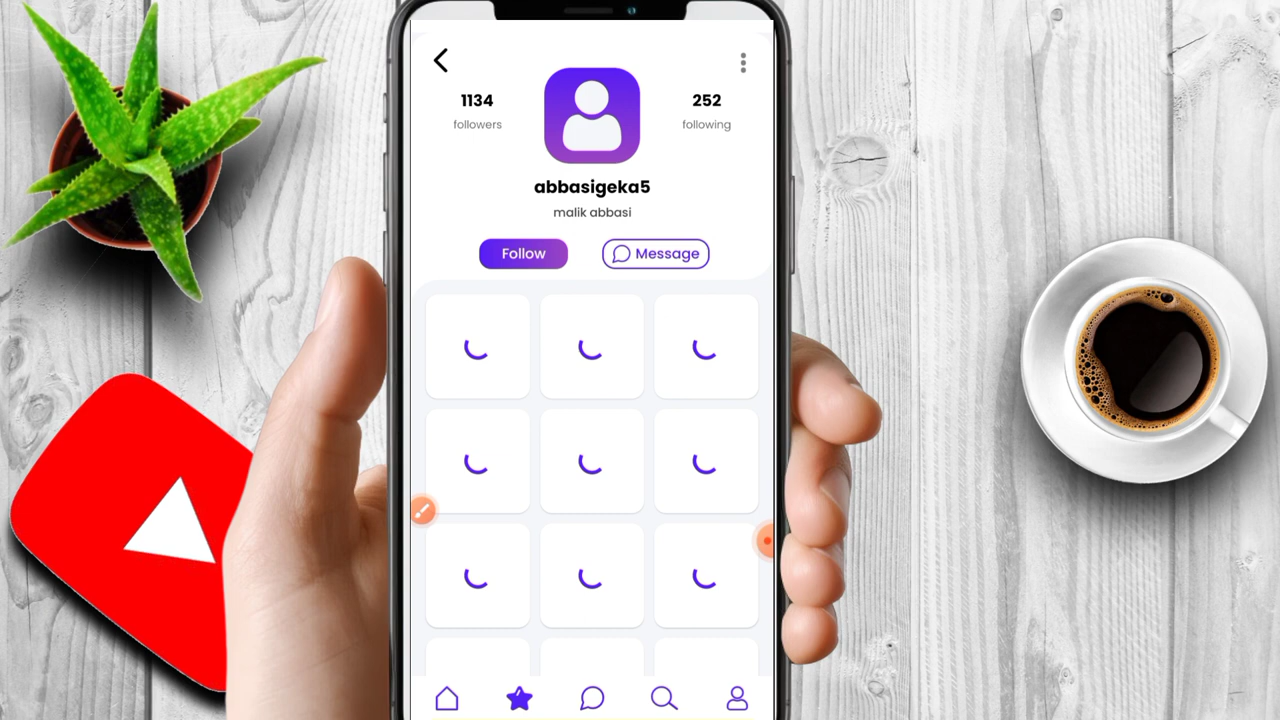 1134
252
followers
following
abbasigeka5
malik abbasi
Follow
Message